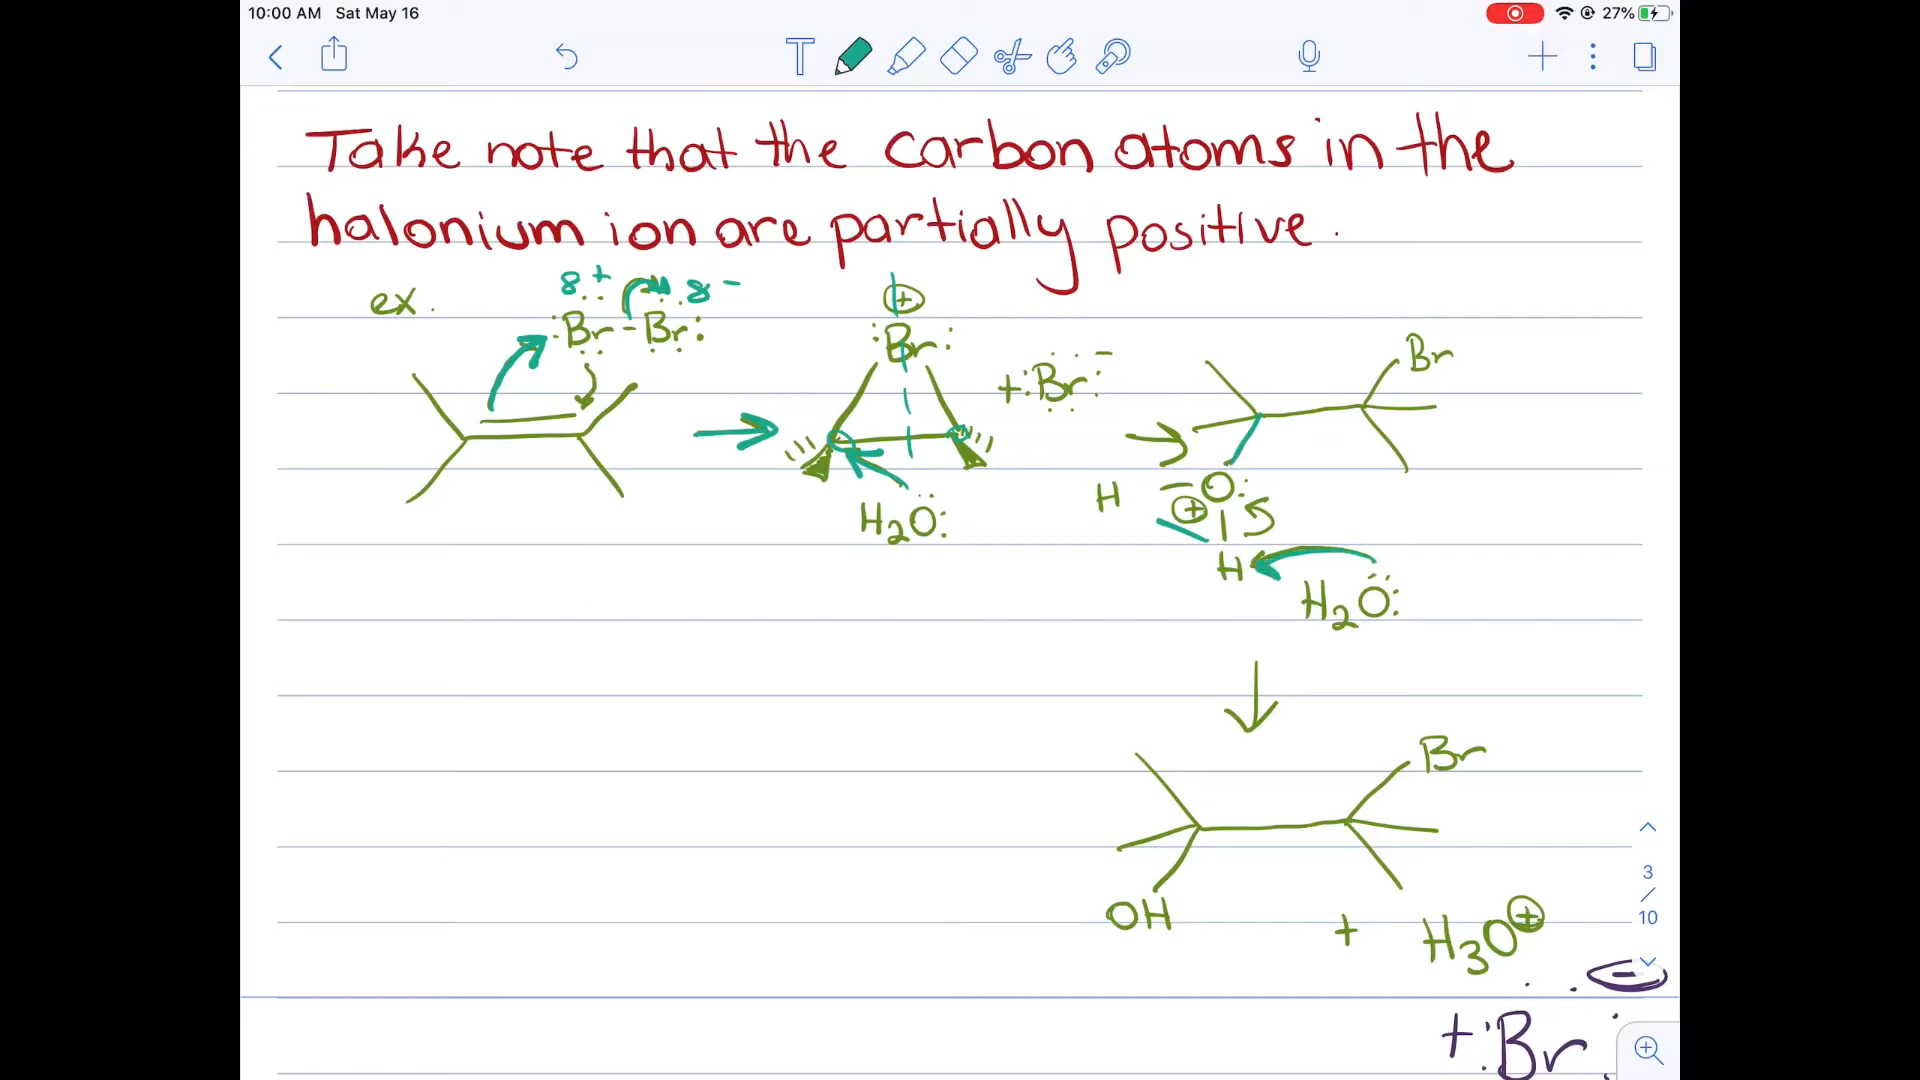 10:00 AM Sat May 16
27%
T
Take note that the carbon atoms in the
halonium ion are partially positive.
ex.
δ+ δ-
:Br-Br:
⊕
:Br:
+ :Br: -
Br
H2O:
H - O:
⊕
H
H2O:
Br
OH
+ H3O⊕
3
/
10
⊖
+ :Br: